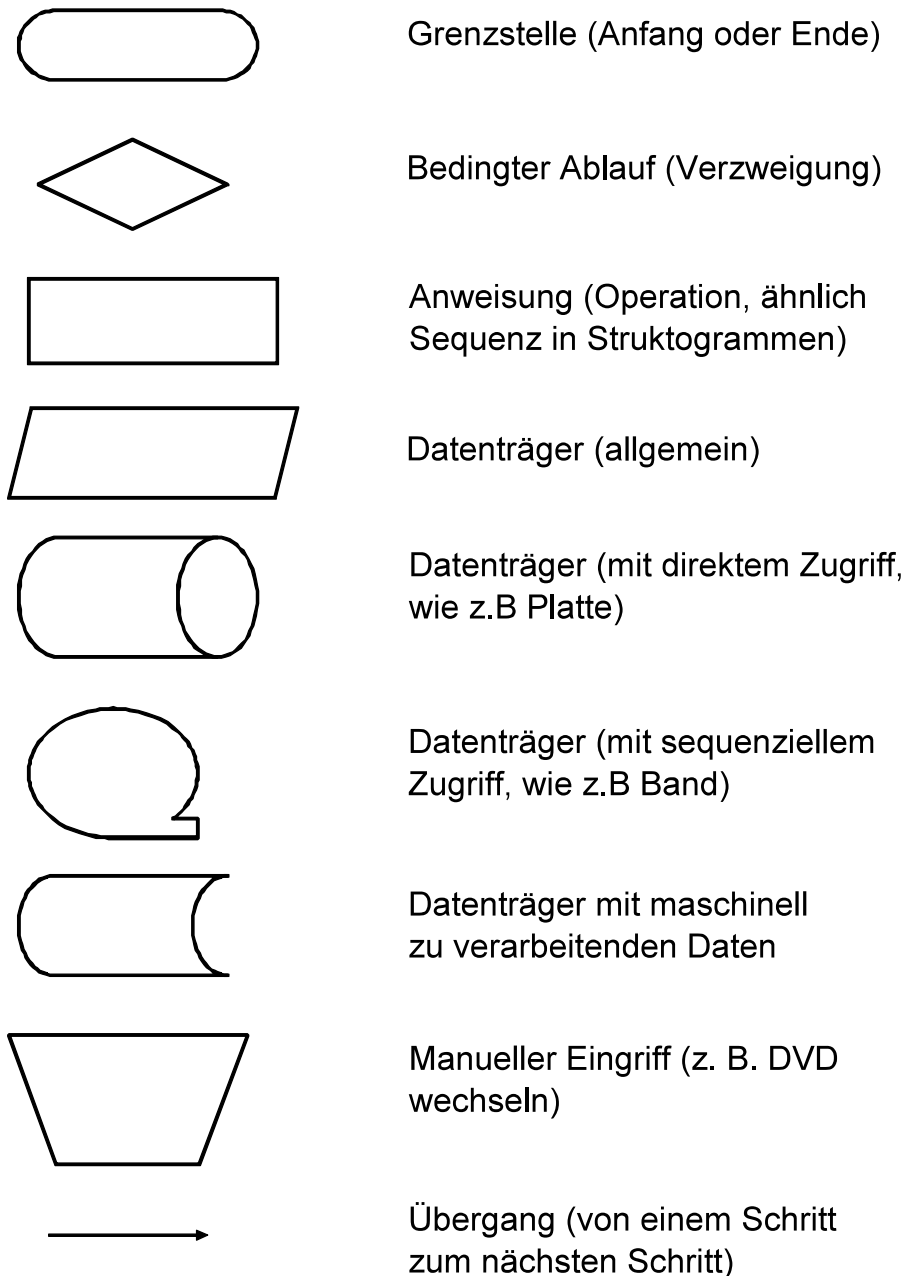 Grenzstelle (Anfang oder Ende)
Bedingter Ablauf (Verzweigung)
Anweisung (Operation, ähnlich
Sequenz in Struktogrammen)
Datenträger (allgemein)
Datenträger (mit direktem Zugriff,
wie z.B Platte)
Datenträger (mit sequenziellem
Zugriff, wie z.B Band)
Datenträger mit maschinell
zu verarbeitenden Daten
Manueller Eingriff (z. B. DVD
wechseln)
Übergang (von einem Schritt
zum nächsten Schritt)